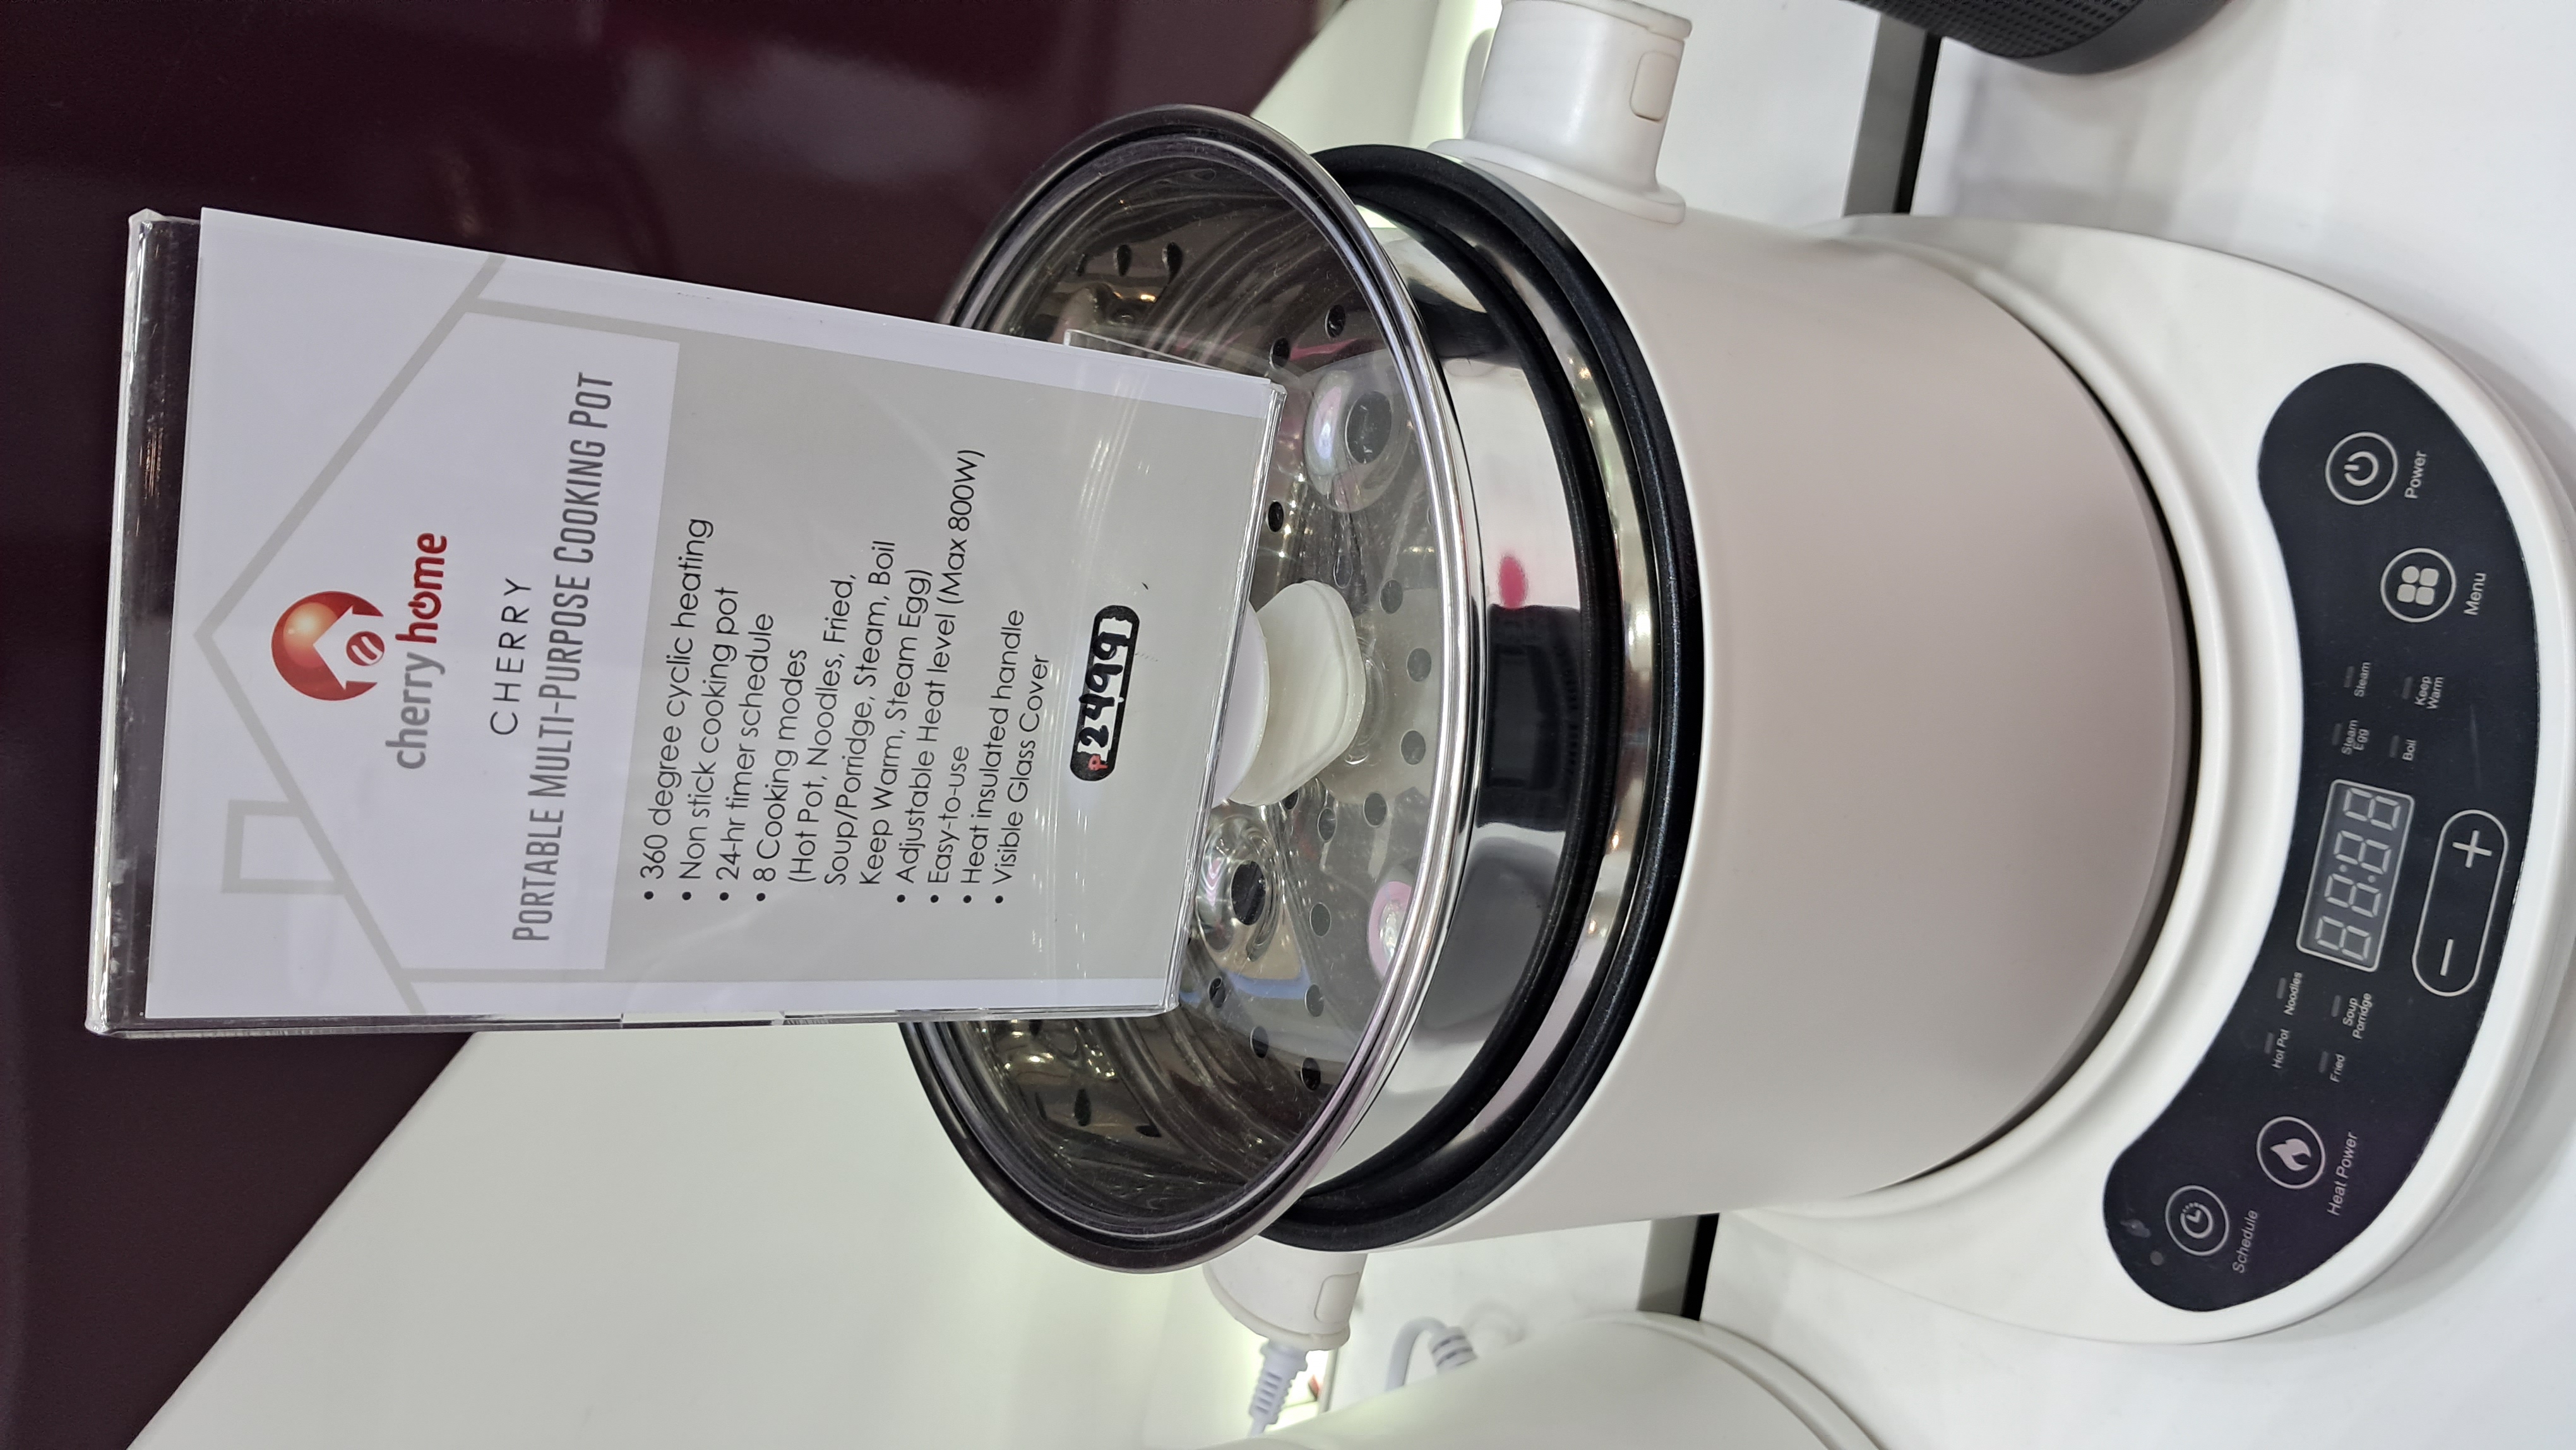 cherry home
CHERRY
PORTABLE MULTI-PURPOSE COOKING POT
• 360 degree cyclic heating
• Non stick cooking pot
• 24-hr timer schedule
• 8 Cooking modes
(Hot Pot, Noodles, Fried,
Soup/Porridge, Steam, Boil
Keep Warm, Steam Egg)
• Adjustable Heat level (Max 800W)
• Easy-to-use
• Heat insulated handle
• Visible Glass Cover
₱2499
Schedule
Heat Power
Hot Pot
Noodles
Fried
Soup
Porridge
88:88
Steam
Egg
Steam
Boil
Keep
Warm
− +
Menu
Power